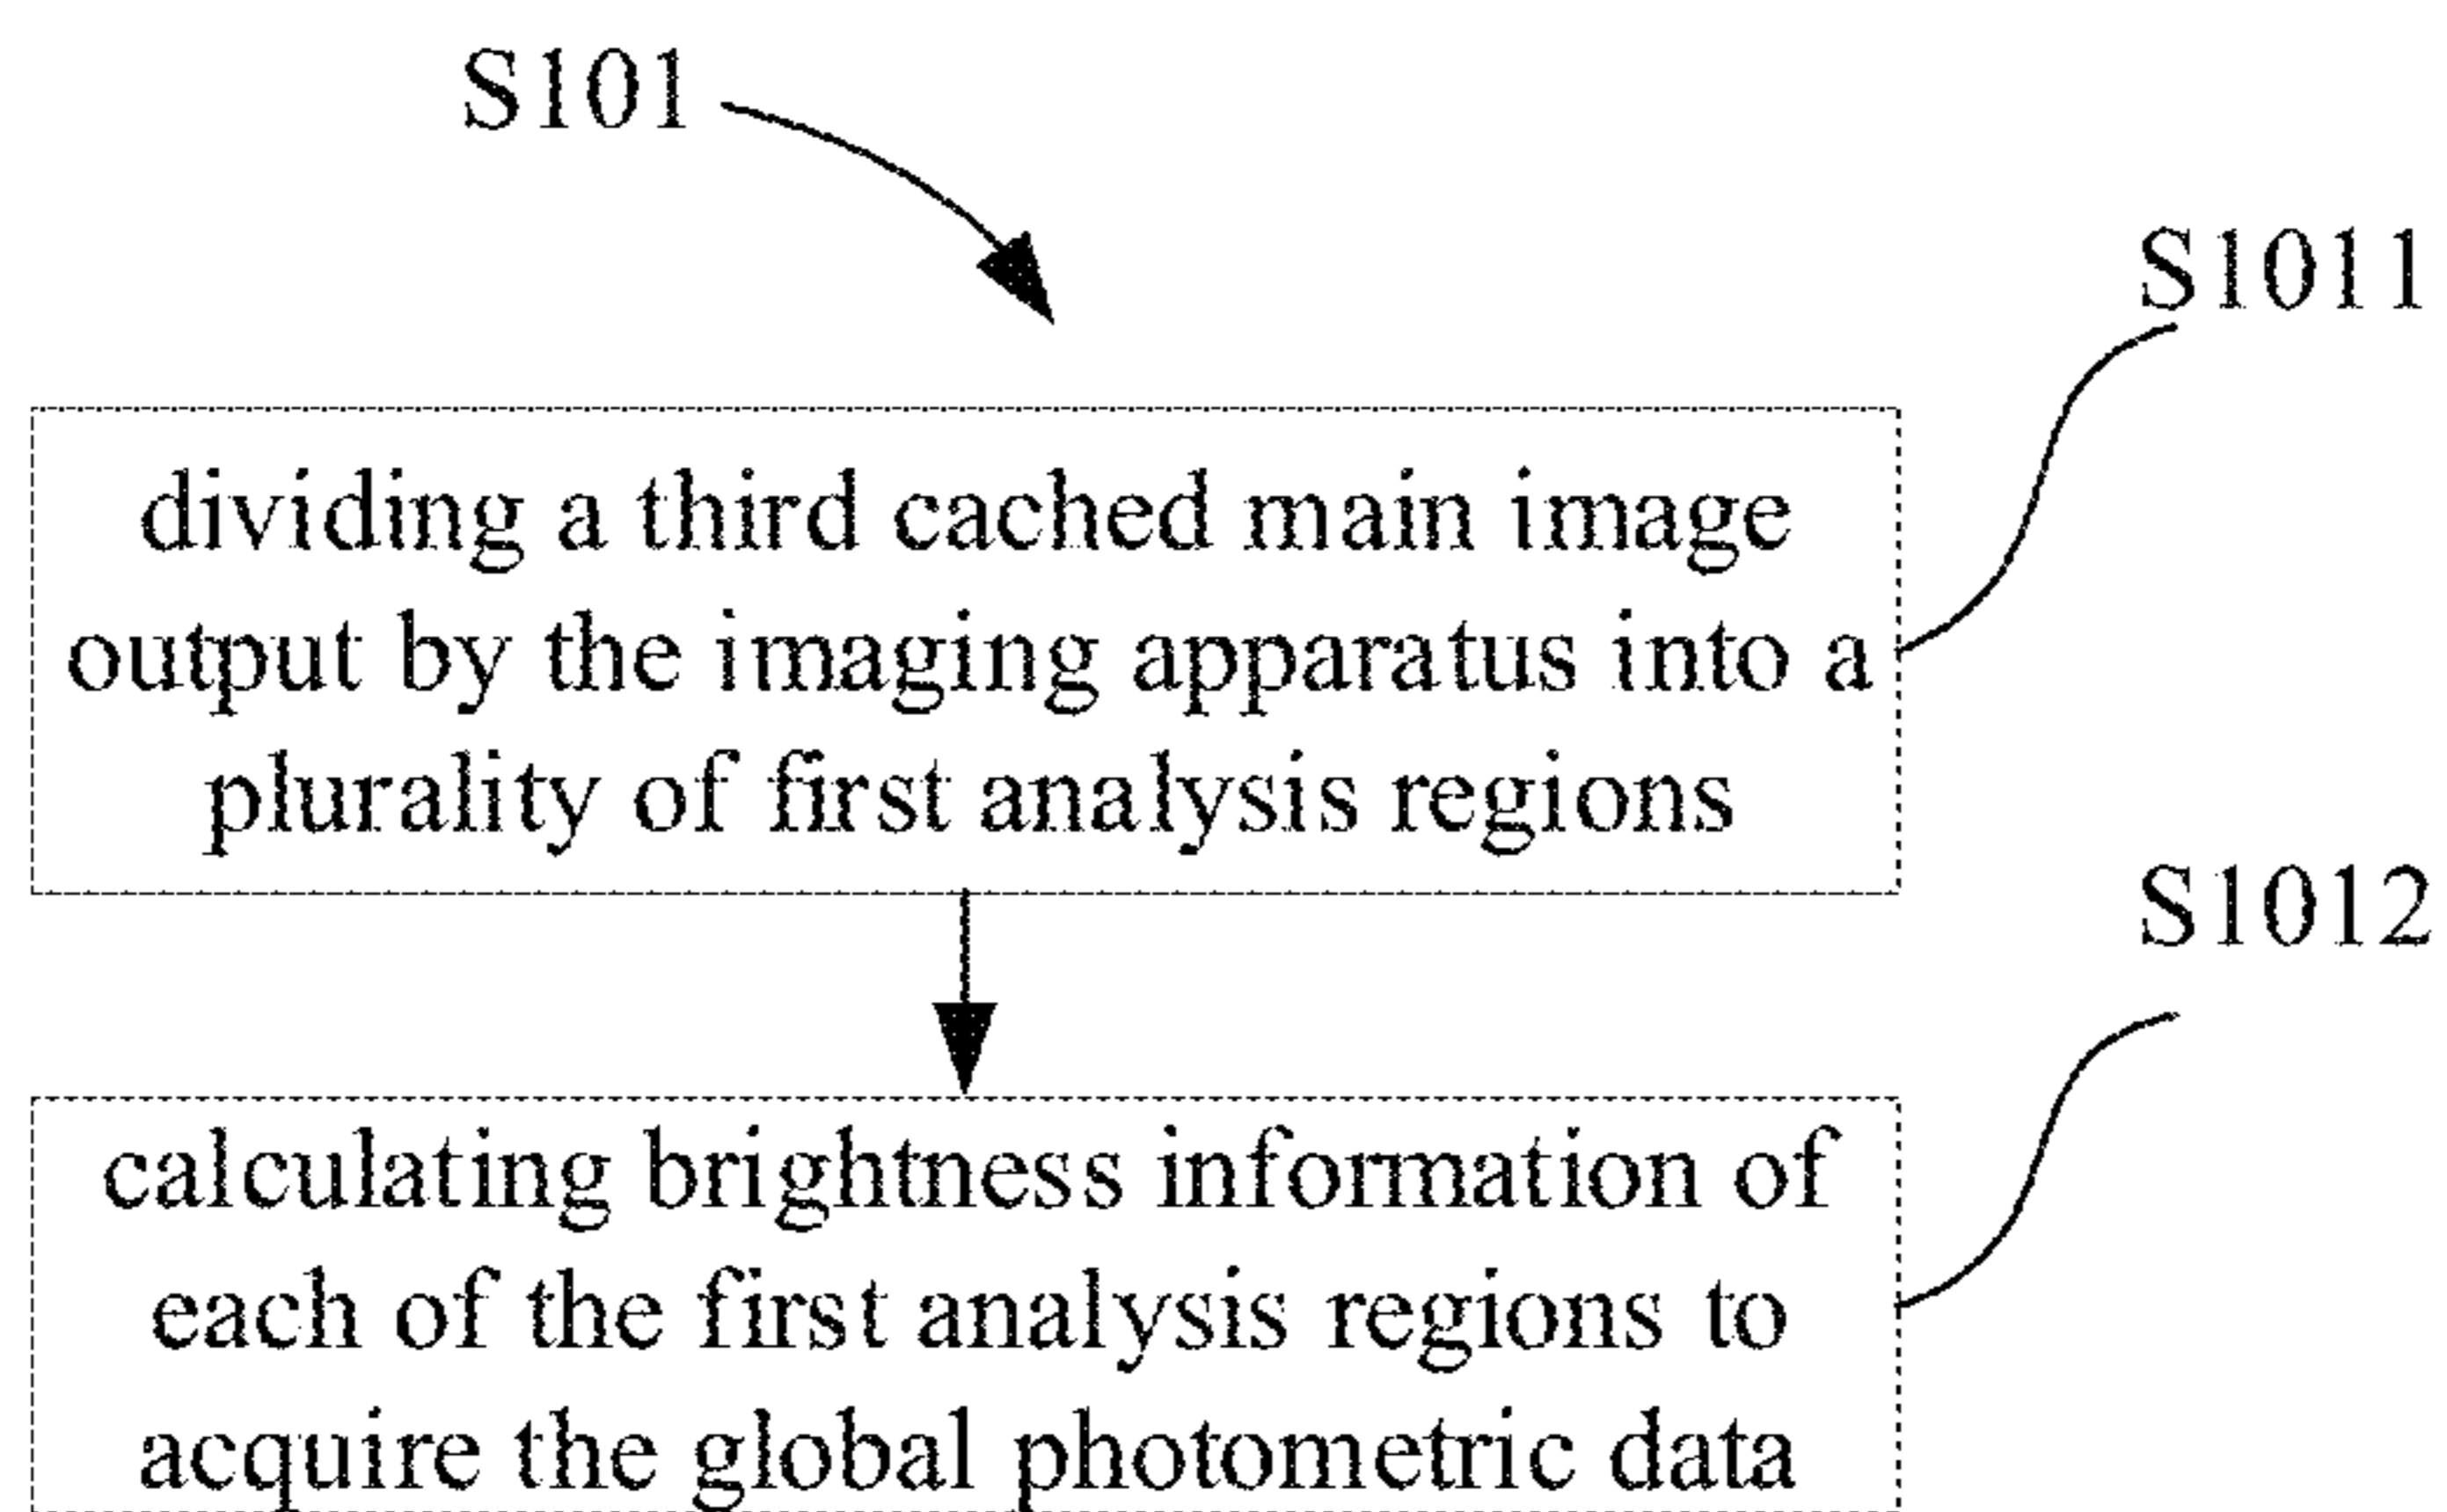 S101
S1011
dividing a third cached main image
output by the imaging apparatus into a
plurality of first analysis regions
S1012
calculating brightness information of
each of the first analysis regions to
acquire the global photometric data